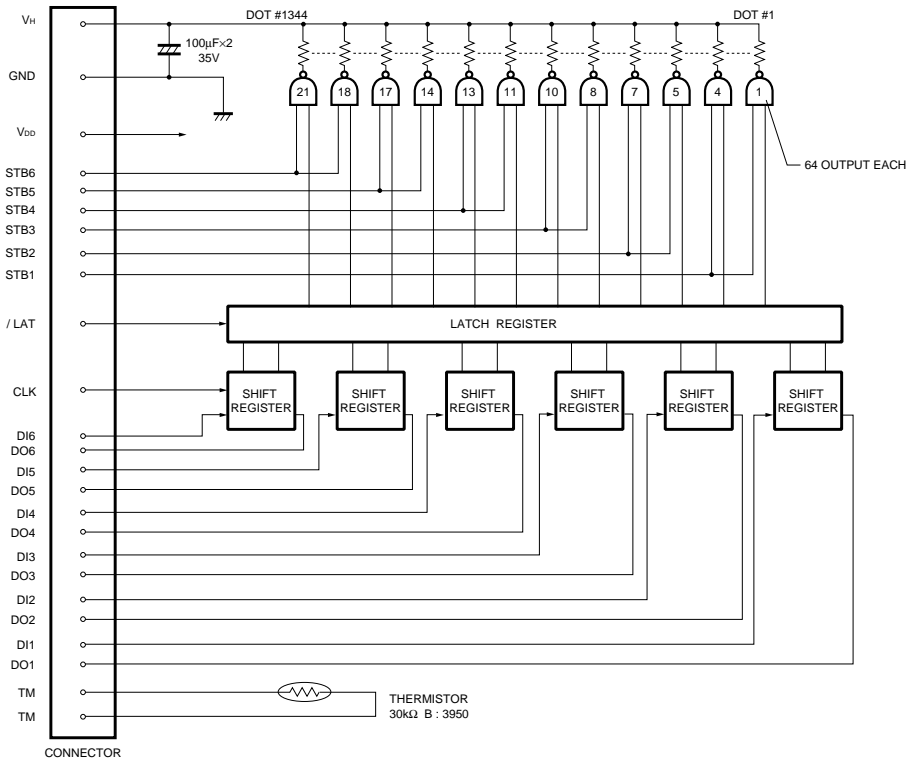 VH
DOT #1344
DOT #1
100μF×2
35V
GND
21
18
17
14
13
11
10
8
7
5
4
1
VDD
64 OUTPUT EACH
STB6
STB5
STB4
STB3
STB2
STB1
/ LAT
LATCH REGISTER
CLK
SHIFT
REGISTER
SHIFT
REGISTER
SHIFT
REGISTER
SHIFT
REGISTER
SHIFT
REGISTER
SHIFT
REGISTER
DI6
DO6
DI5
DO5
DI4
DO4
DI3
DO3
DI2
DO2
DI1
DO1
TM
TM
THERMISTOR
30kΩ B : 3950
CONNECTOR